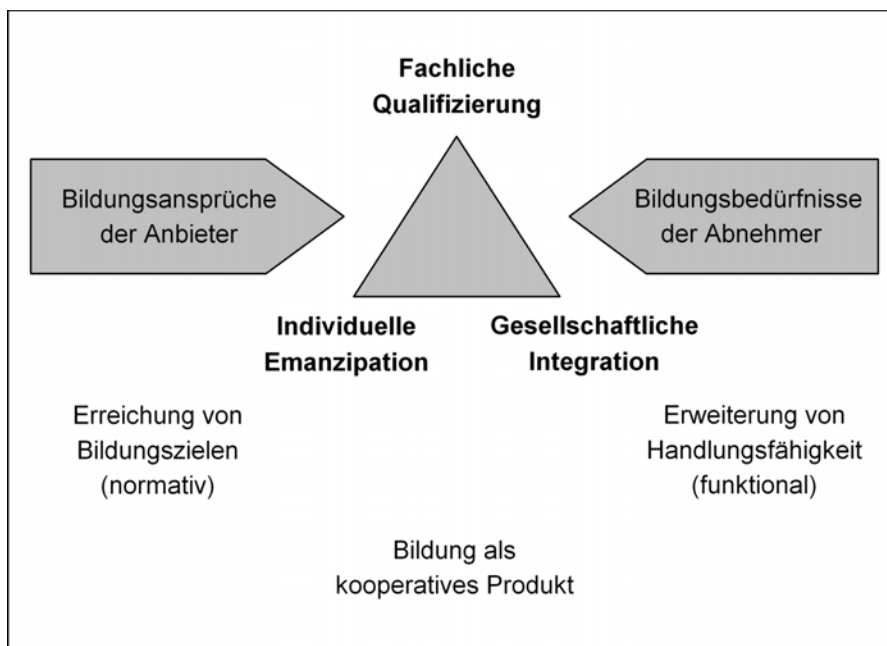 Fachliche
Qualifizierung
Bildungsansprüche
der Anbieter
Bildungsbedürfnisse
der Abnehmer
Individuelle
Emanzipation
Gesellschaftliche
Integration
Erreichung von
Bildungszielen
(normativ)
Erweiterung von
Handlungsfähigkeit
(funktional)
Bildung als
kooperatives Produkt